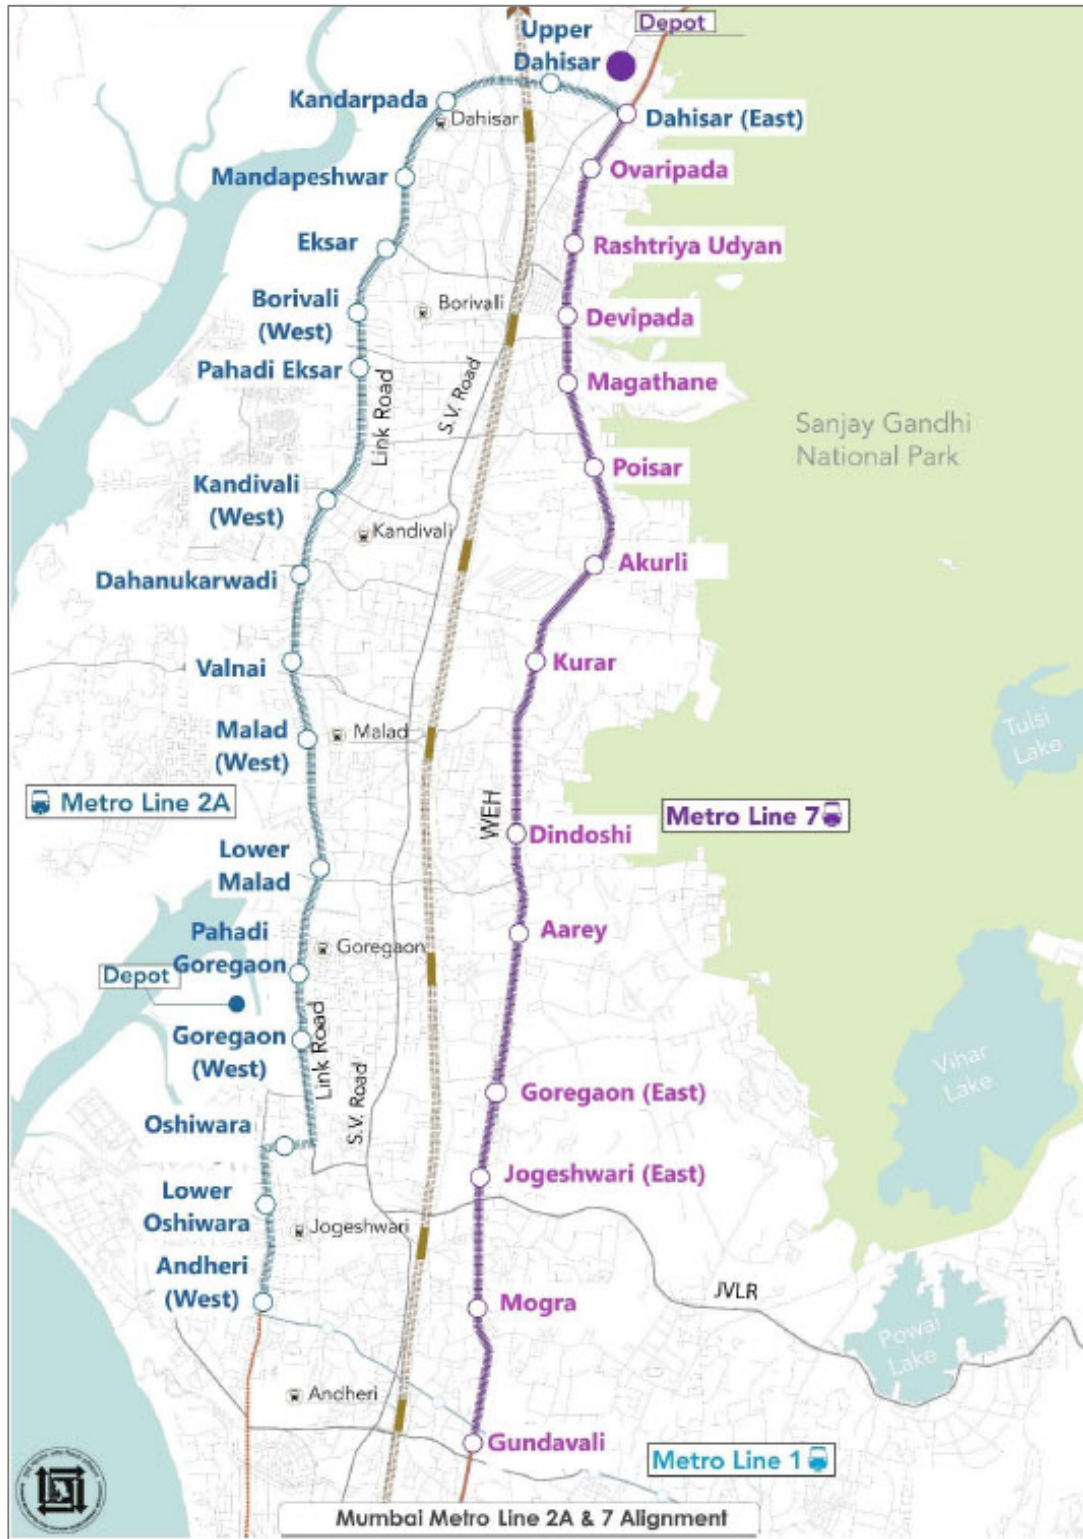 Depot
Upper
Dahisar
Kandarpada
Dahisar
Dahisar (East)
Mandapeshwar
Ovaripada
Eksar
Rashtriya Udyan
Borivali
(West)
Borivali
Devipada
Pahadi Eksar
Link Road
S.V. Road
Magathane
Sanjay Gandhi
National Park
Poisar
Kandivali
(West)
Kandivali
Akurli
Dahanukarwadi
Valnai
Kurar
Malad
(West)
Malad
Tulsi
Lake
Metro Line 2A
WEH
Metro Line 7
Dindoshi
Lower
Malad
Aarey
Pahadi
Goregaon
Goregaon
Depot
Goregaon
(West)
Link Road
S.V. Road
Vihar
Lake
Goregaon (East)
Oshiwara
Jogeshwari (East)
Lower
Oshiwara
Jogeshwari
Andheri
(West)
Mogra
JVLR
Powai
Lake
Andheri
Gundavali
Metro Line 1
Mumbai Metro Line 2A & 7 Alignment